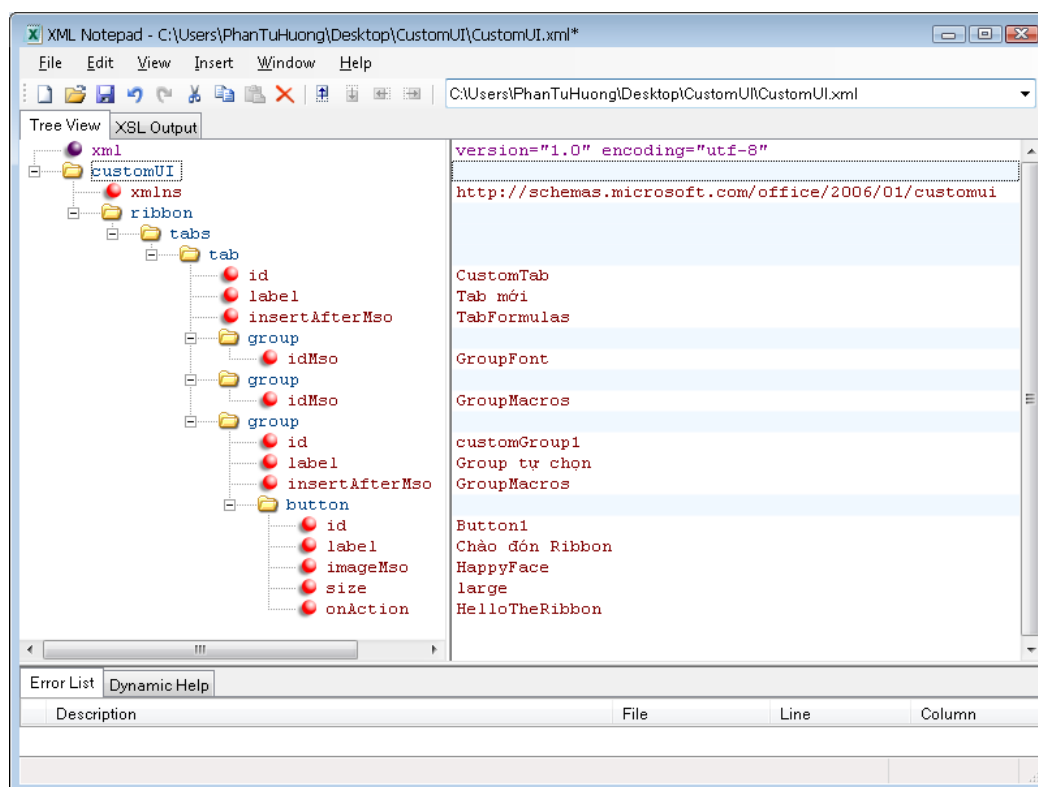 XML Notepad - C:\Users\PhanTuHuong\Desktop\CustomUI\CustomUI.xml*
File Edit View Insert Window Help
C:\Users\PhanTuHuong\Desktop\CustomUI\CustomUI.xml
Tree View XSL Output
xml version="1.0" encoding="utf-8"
customUI
xmlns http://schemas.microsoft.com/office/2006/01/customui
ribbon
tabs
tab
id CustomTab
label Tab mới
insertAfterMso TabFormulas
group
idMso GroupFont
group
idMso GroupMacros
group
id customGroup1
label Group tự chọn
insertAfterMso GroupMacros
button
id Button1
label Chào đón Ribbon
imageMso HappyFace
size large
onAction HelloTheRibbon
Error List Dynamic Help
Description File Line Column